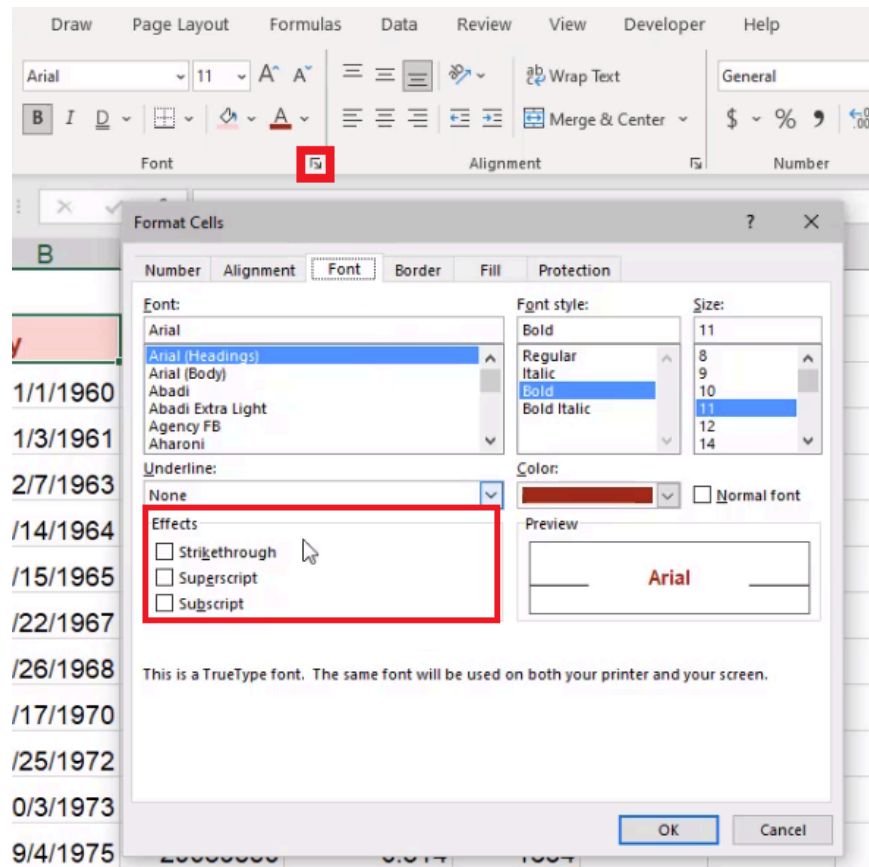 Draw Page Layout Formulas Data Review View Developer Help
Arial 11 A A ab Wrap Text General
B I D A Merge & Center $ % 9 .00
Font Alignment Number
Format Cells ? X
B
Number Alignment Font Border Fill Protection
Font: Font style: Size:
Arial Bold 11
Arial (Headings) Regular 8
Arial (Body) Italic 9
Abadi Bold 10
Abadi Extra Light Bold Italic 11
Agency FB 12
Aharoni 14
Underline: Color:
None Normal font
Effects Preview
Strikethrough
Superscript Arial
Subscript
This is a TrueType font. The same font will be used on both your printer and your screen.
OK Cancel
y
1/1/1960
1/3/1961
2/7/1963
/14/1964
/15/1965
/22/1967
/26/1968
/17/1970
/25/1972
0/3/1973
9/4/1975